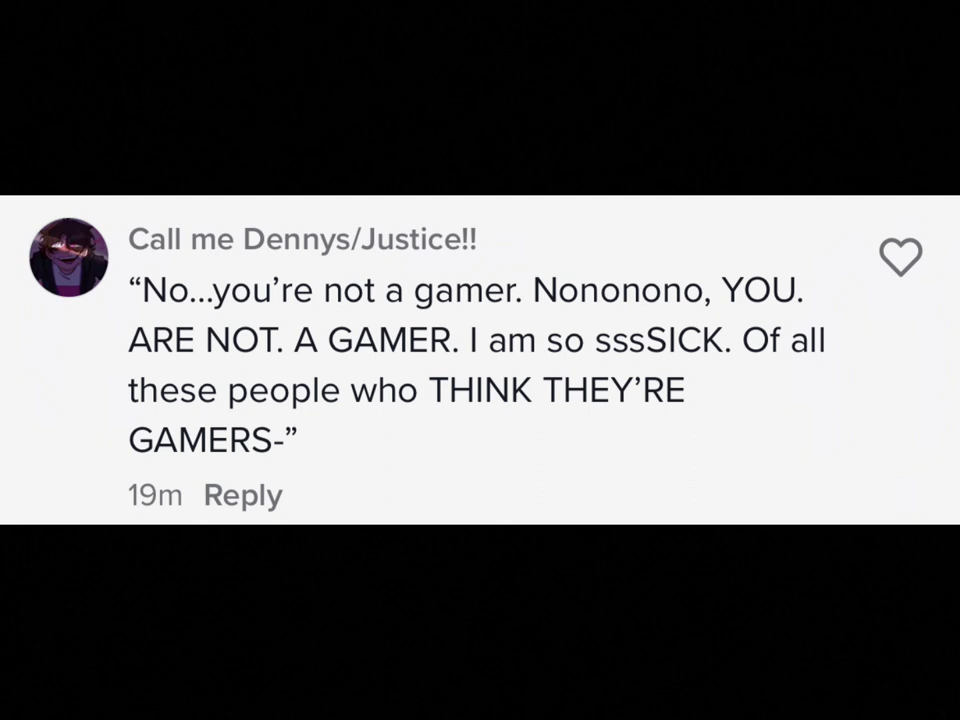 Call me Dennys/Justice!!
“No...you’re not a gamer. Nononono, YOU.
ARE NOT. A GAMER. I am so sssSICK. Of all
these people who THINK THEY’RE
GAMERS-”
19m Reply